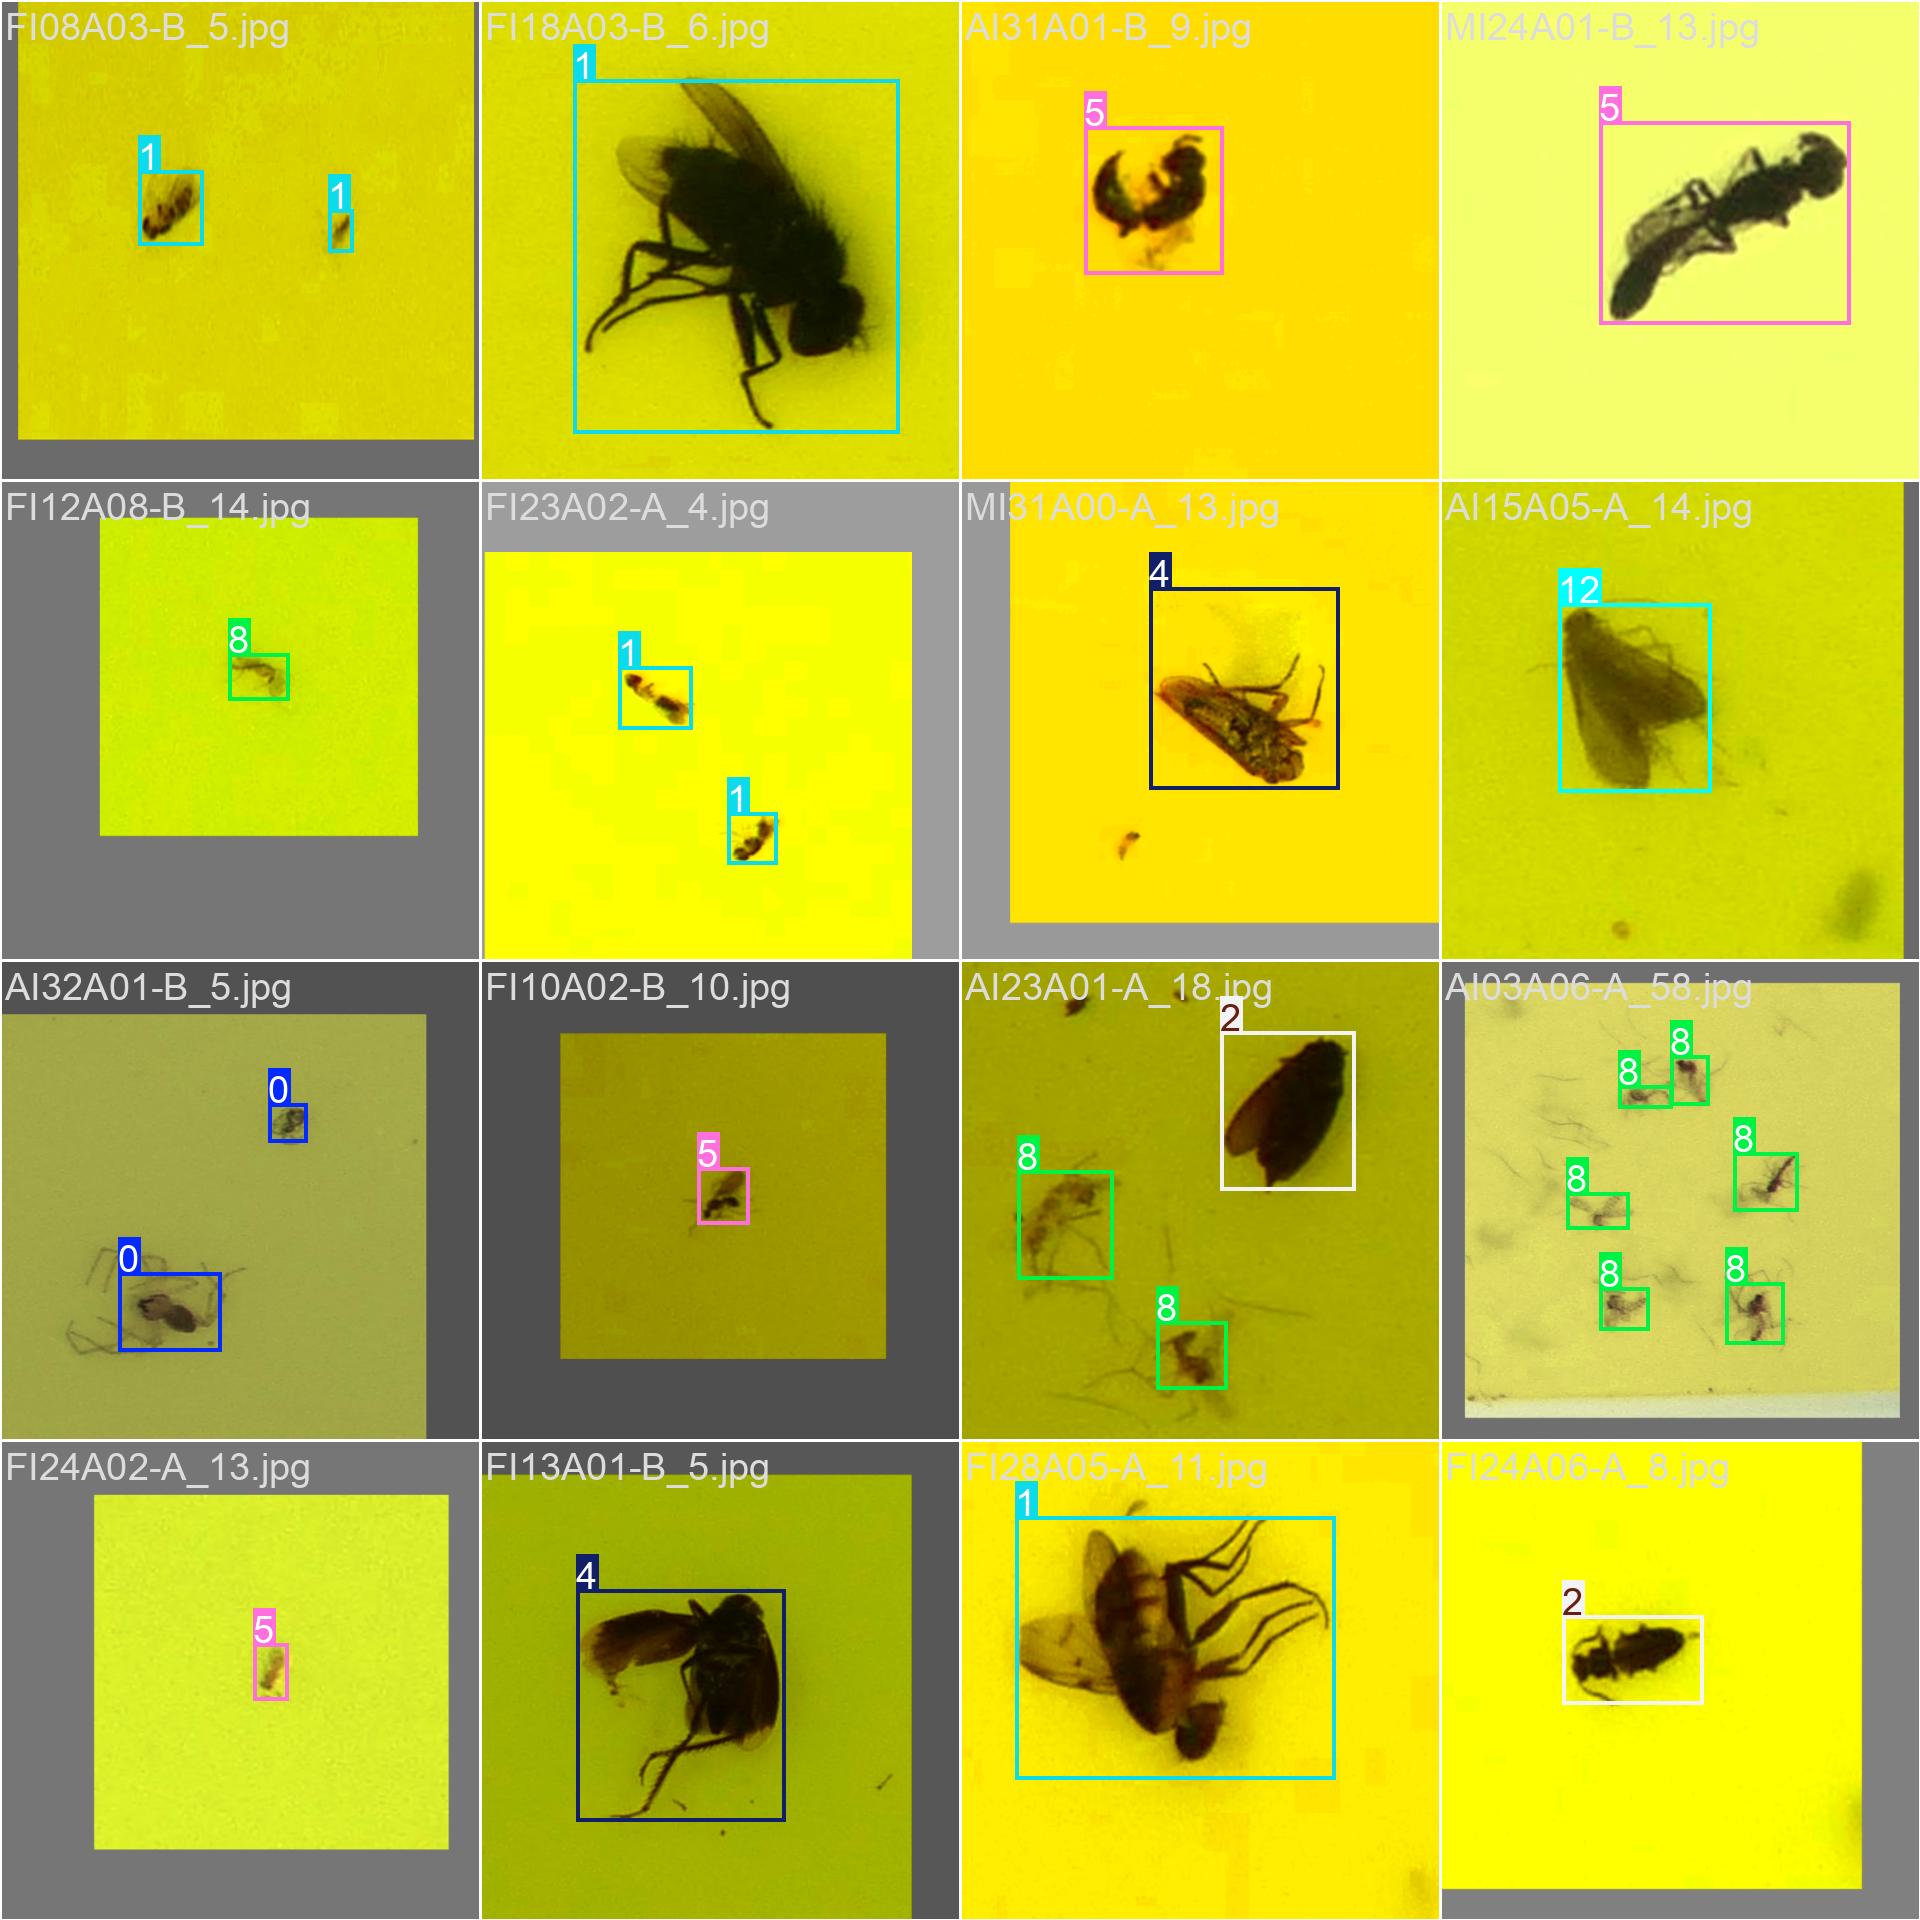 FI08A03-B_5.jpg
1
1
FI18A03-B_6.jpg
1
AI31A01-B_9.jpg
5
MI24A01-B_13.jpg
5
FI12A08-B_14.jpg
8
FI23A02-A_4.jpg
1
1
MI31A00-A_13.jpg
4
AI15A05-A_14.jpg
12
AI32A01-B_5.jpg
0
0
FI10A02-B_10.jpg
5
AI23A01-A_18.jpg
2
8
8
AI03A06-A_58.jpg
8
8
8
8
8
8
FI24A02-A_13.jpg
5
FI13A01-B_5.jpg
4
FI28A05-A_11.jpg
1
FI24A06-A_8.jpg
2